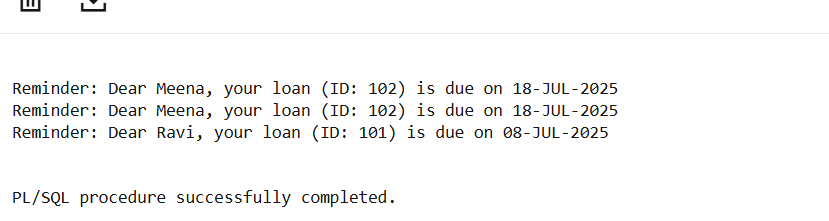 Reminder: Dear Meena, your loan (ID: 102) is due on 18-JUL-2025
Reminder: Dear Meena, your loan (ID: 102) is due on 18-JUL-2025
Reminder: Dear Ravi, your loan (ID: 101) is due on 08-JUL-2025
PL/SQL procedure successfully completed.